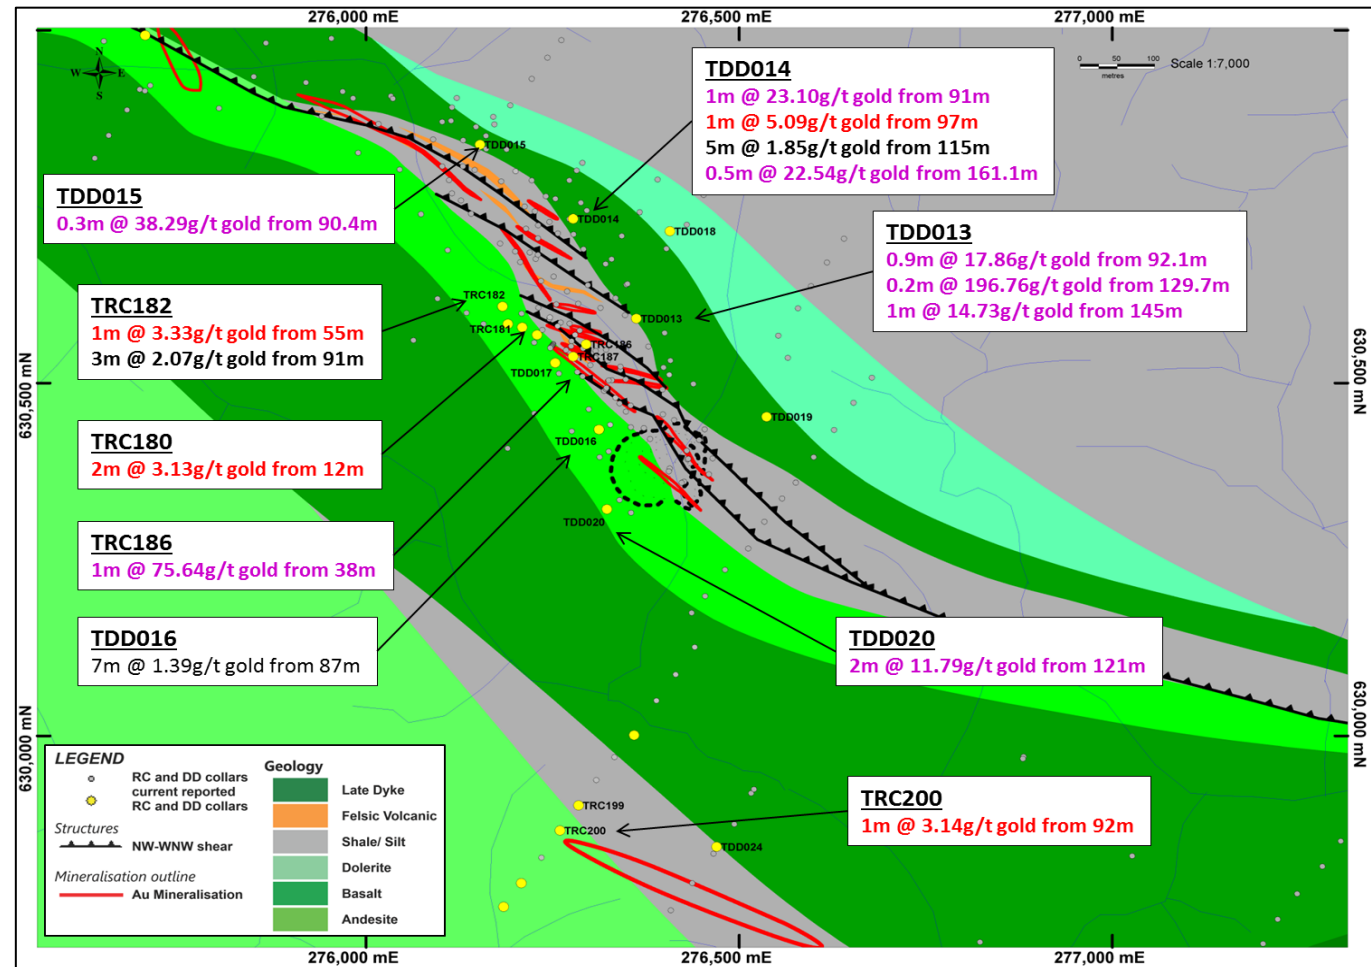 276,000 mE
276,500 mE
277,000 mE
N
W E
S
0 50 100
metres
Scale 1:7,000
TDD014
1m @ 23.10g/t gold from 91m
1m @ 5.09g/t gold from 97m
5m @ 1.85g/t gold from 115m
0.5m @ 22.54g/t gold from 161.1m
TDD015
TDD015
0.3m @ 38.29g/t gold from 90.4m
TDD014
TDD018
TDD013
0.9m @ 17.86g/t gold from 92.1m
0.2m @ 196.76g/t gold from 129.7m
1m @ 14.73g/t gold from 145m
TRC182
1m @ 3.33g/t gold from 55m
3m @ 2.07g/t gold from 91m
TRC182
TRC181
TDD013
TRC186
TRC187
TDD017
630,500 mN
630,500 mN
TDD019
TRC180
2m @ 3.13g/t gold from 12m
TDD016
TDD020
TRC186
1m @ 75.64g/t gold from 38m
TDD016
7m @ 1.39g/t gold from 87m
TDD020
2m @ 11.79g/t gold from 121m
630,000 mN
630,000 mN
LEGEND
RC and DD collars
current reported
RC and DD collars
Structures
NW-WNW shear
Mineralisation outline
Au Mineralisation
Geology
Late Dyke
Felsic Volcanic
Shale/ Silt
Dolerite
Basalt
Andesite
TRC199
TRC200
TDD024
TRC200
1m @ 3.14g/t gold from 92m
276,000 mE
276,500 mE
277,000 mE